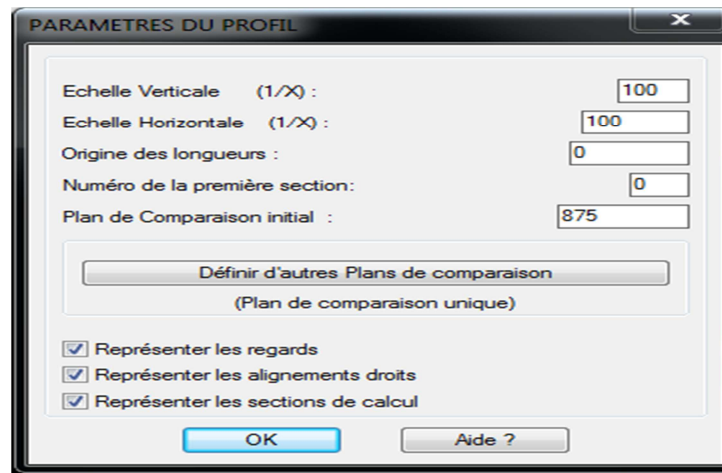 PARAMETRES DU PROFIL
Echelle Verticale (1/X) : 100
Echelle Horizontale (1/X) : 100
Origine des longueurs : 0
Numéro de la première section: 0
Plan de Comparaison initial : 875
Définir d'autres Plans de comparaison
(Plan de comparaison unique)
Représenter les regards
Représenter les alignements droits
Représenter les sections de calcul
OK Aide ?